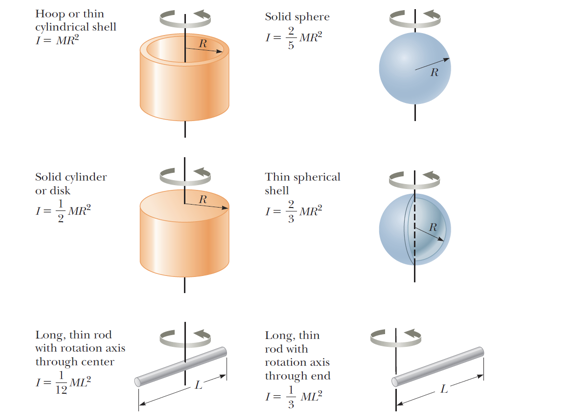 Hoop or thin
cylindrical shell
I = MR²
R
Solid sphere
I = 2/5 MR²
R
Solid cylinder
or disk
I = 1/2 MR²
R
Thin spherical
shell
I = 2/3 MR²
R
Long, thin rod
with rotation axis
through center
I = 1/12 ML²
L
Long, thin
rod with
rotation axis
through end
I = 1/3 ML²
L